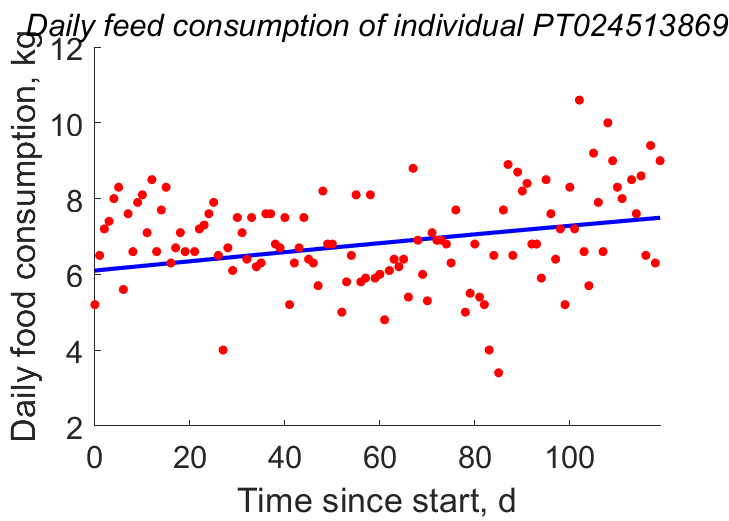 Daily feed consumption of individual PT024513869
Daily food consumption, kg
12
10
8
6
4
2
0 20 40 60 80 100
Time since start, d